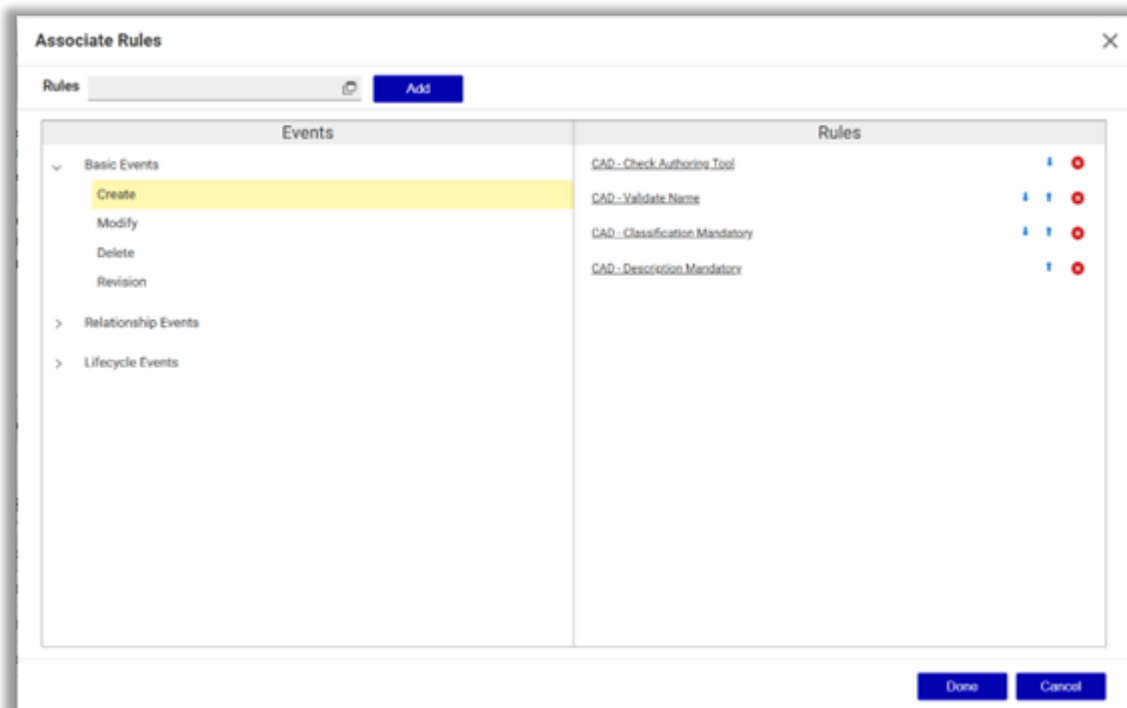 Associate Rules
Rules Add
Events Rules
Basic Events CAD - Check Authoring Tool
Create CAD - Validate Name
Modify CAD - Classification Mandatory
Delete CAD - Description Mandatory
Revision
Relationship Events
Lifecycle Events
Done Cancel